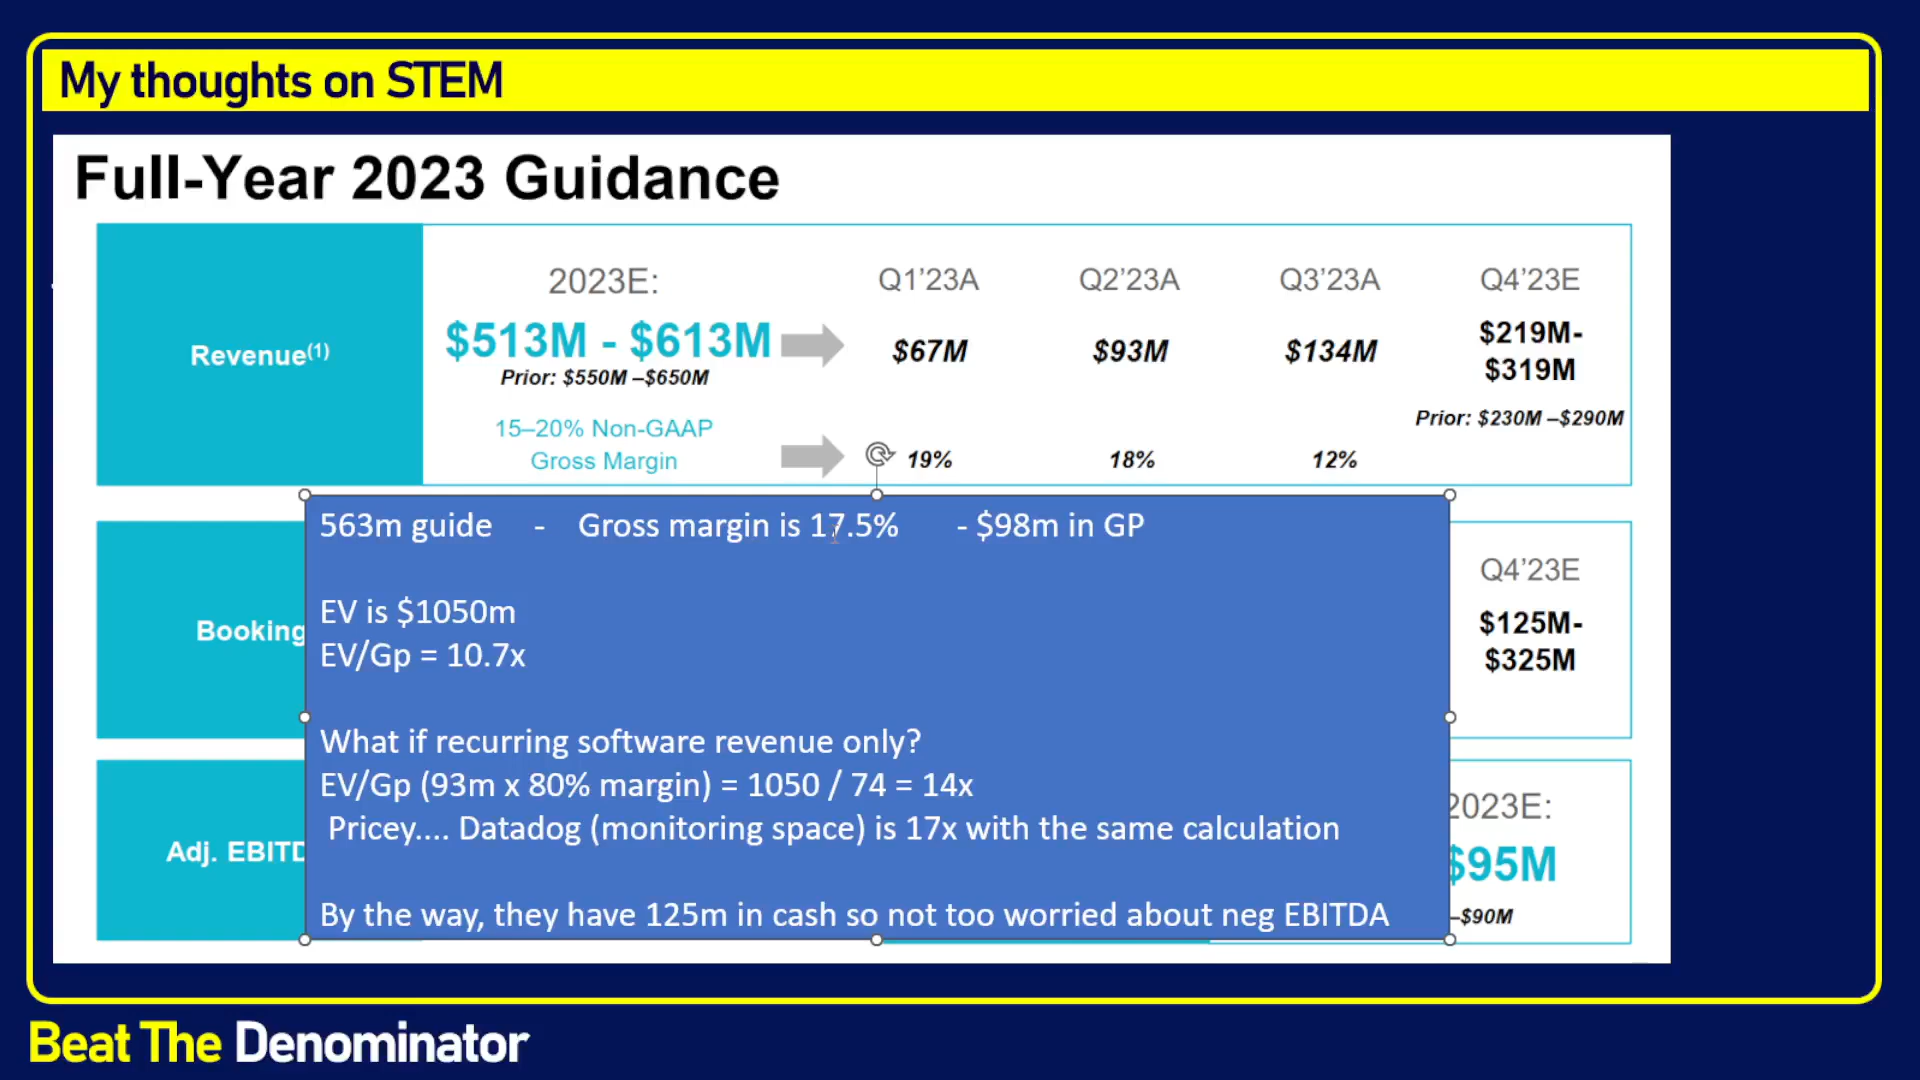 My thoughts on STEM
Full-Year 2023 Guidance
Revenue(1)
2023E:
$513M - $613M
Prior: $550M –$650M
15–20% Non-GAAP
Gross Margin
Q1'23A
$67M
19%
Q2'23A
$93M
18%
Q3'23A
$134M
12%
Q4'23E
$219M-
$319M
Prior: $230M –$290M
563m guide - Gross margin is 17.5% - $98m in GP
EV is $1050m
EV/Gp = 10.7x
What if recurring software revenue only?
EV/Gp (93m x 80% margin) = 1050 / 74 = 14x
Pricey.... Datadog (monitoring space) is 17x with the same calculation
By the way, they have 125m in cash so not too worried about neg EBITDA
Booking
Q4'23E
$125M-
$325M
Adj. EBITD
2023E:
$95M
–$90M
Beat The Denominator